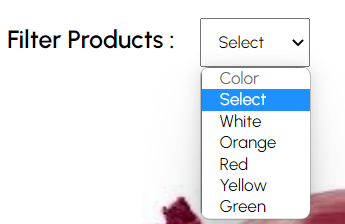 Filter Products : Select
Color
Select
White
Orange
Red
Yellow
Green